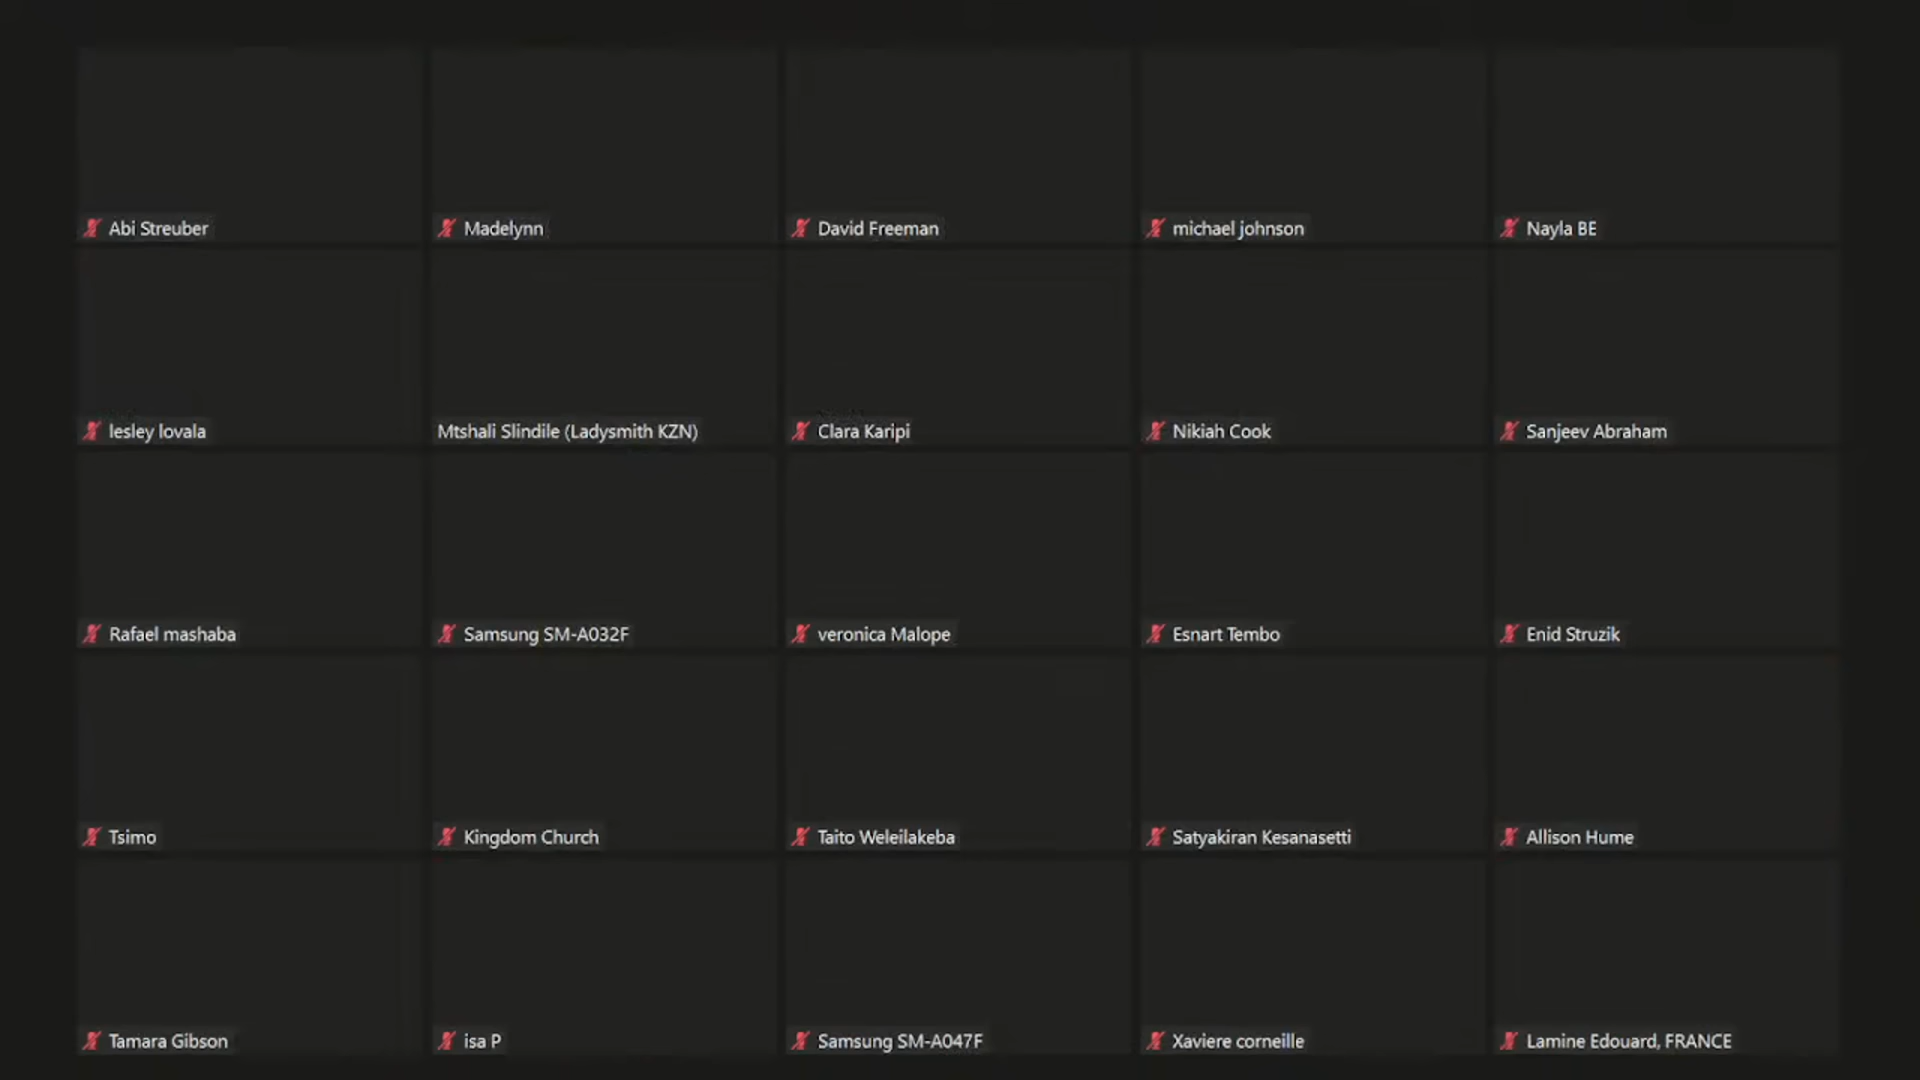 Abi Streuber
Madelynn
David Freeman
michael johnson
Nayla BE
lesley lovala
Mtshali Slindile (Ladysmith KZN)
Clara Karipi
Nikiah Cook
Sanjeev Abraham
Rafael mashaba
Samsung SM-A032F
veronica Malope
Esnart Tembo
Enid Struzik
Tsimo
Kingdom Church
Taito Weleilakeba
Satyakiran Kesanasetti
Allison Hume
Tamara Gibson
isa P
Samsung SM-A047F
Xaviere corneille
Lamine Edouard, FRANCE